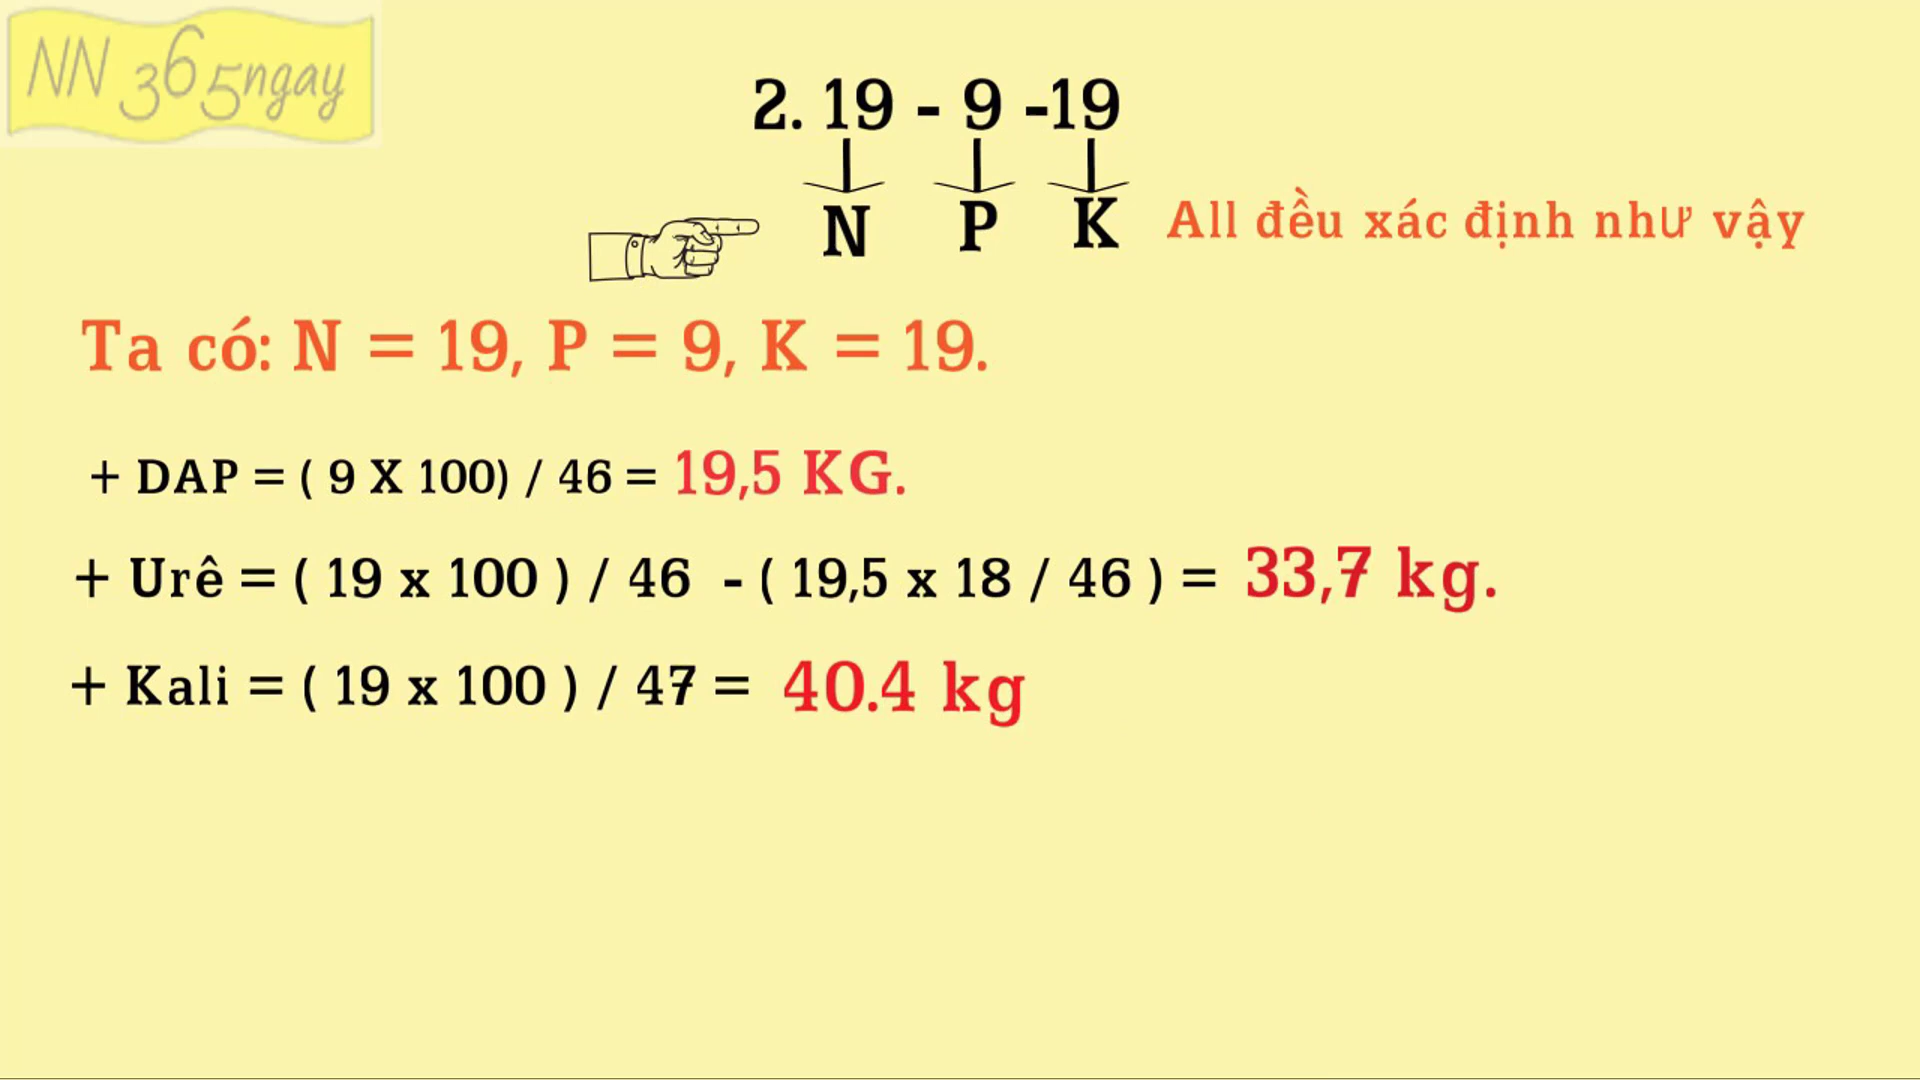 NN 365ngay
2. 19 - 9 -19
N P K All đều xác định như vậy
Ta có: N = 19, P = 9, K = 19.
+ DAP = ( 9 X 100) / 46 = 19,5 KG.
+ Urê = ( 19 x 100 ) / 46 - ( 19,5 x 18 / 46 ) = 33,7 kg.
+ Kali = ( 19 x 100 ) / 47 = 40.4 kg